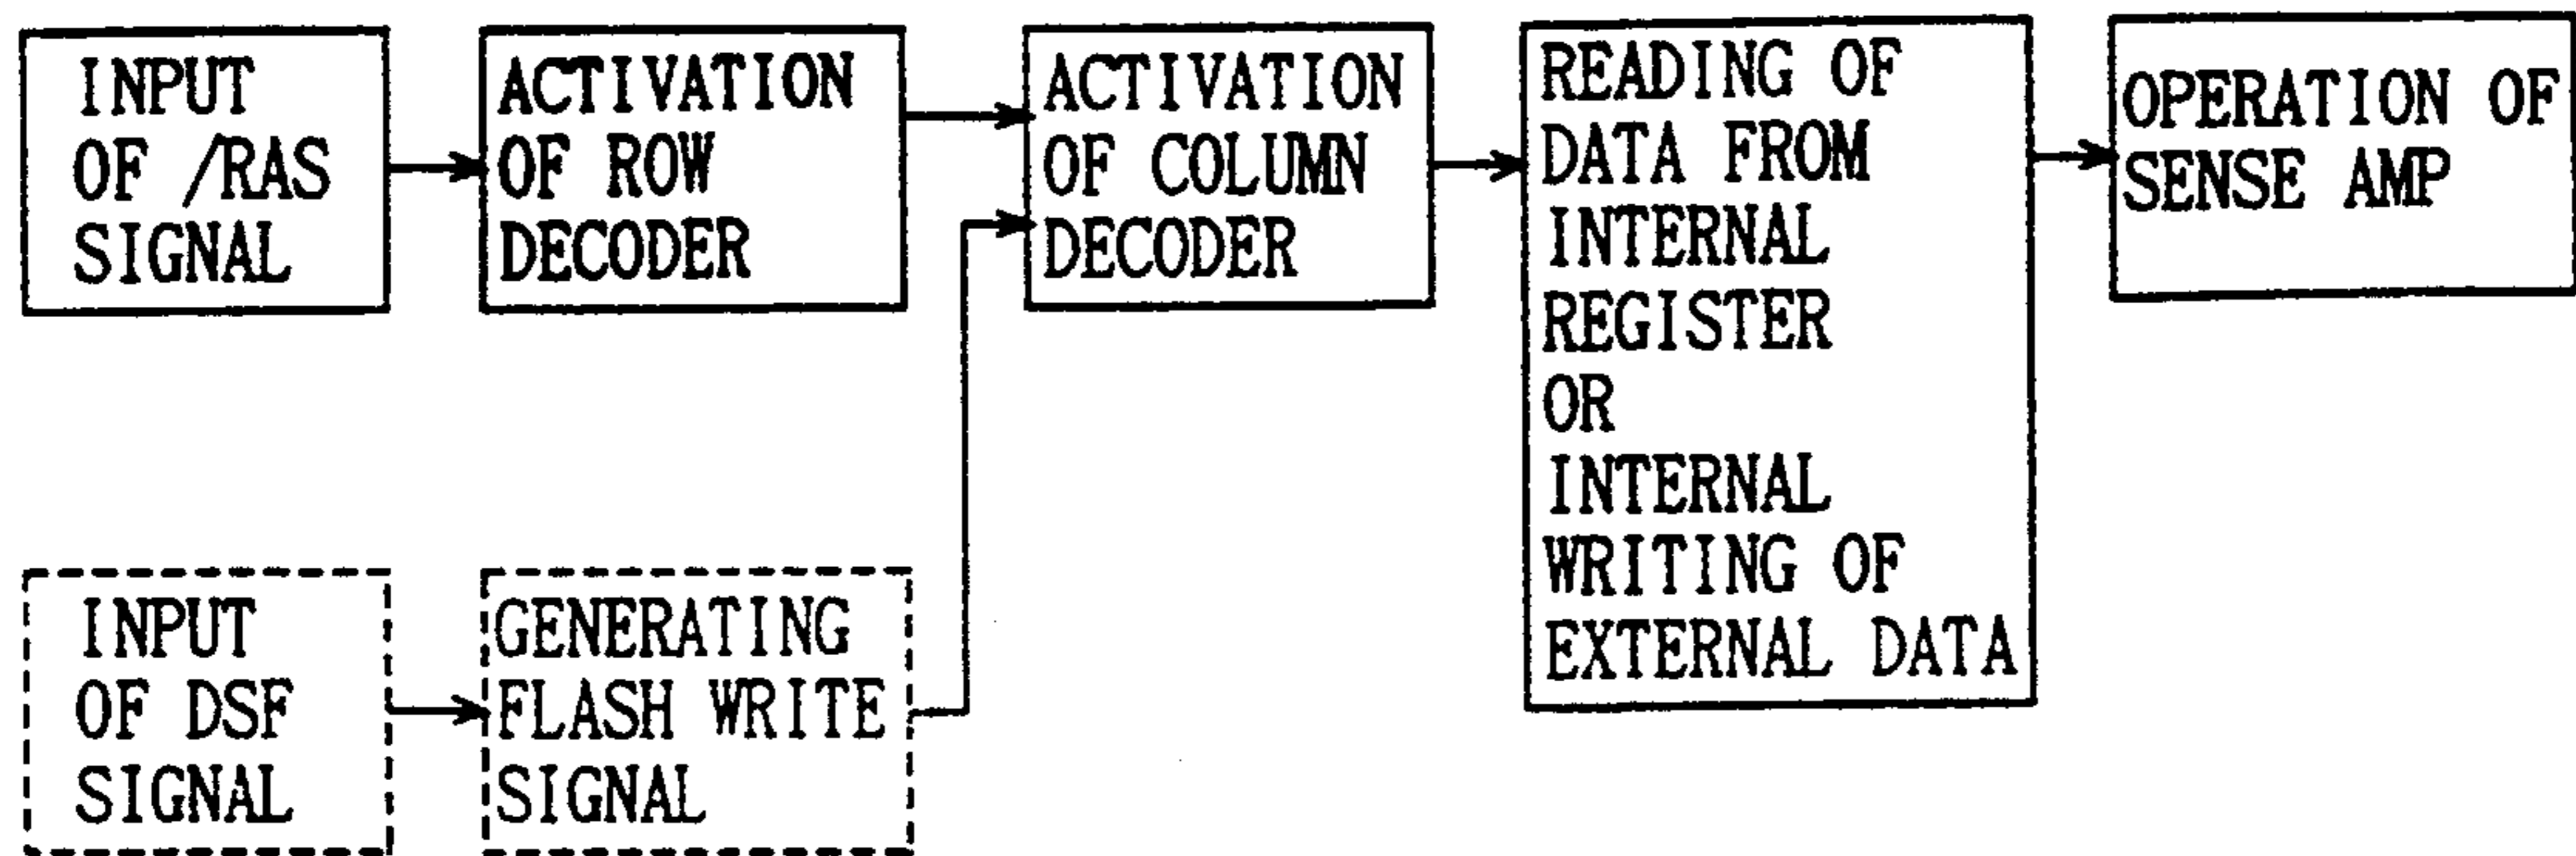 INPUT
OF /RAS
SIGNAL
ACTIVATION
OF ROW
DECODER
ACTIVATION
OF COLUMN
DECODER
READING OF
DATA FROM
INTERNAL
REGISTER
OR
INTERNAL
WRITING OF
EXTERNAL DATA
OPERATION OF
SENSE AMP
INPUT
OF DSF
SIGNAL
GENERATING
FLASH WRITE
SIGNAL